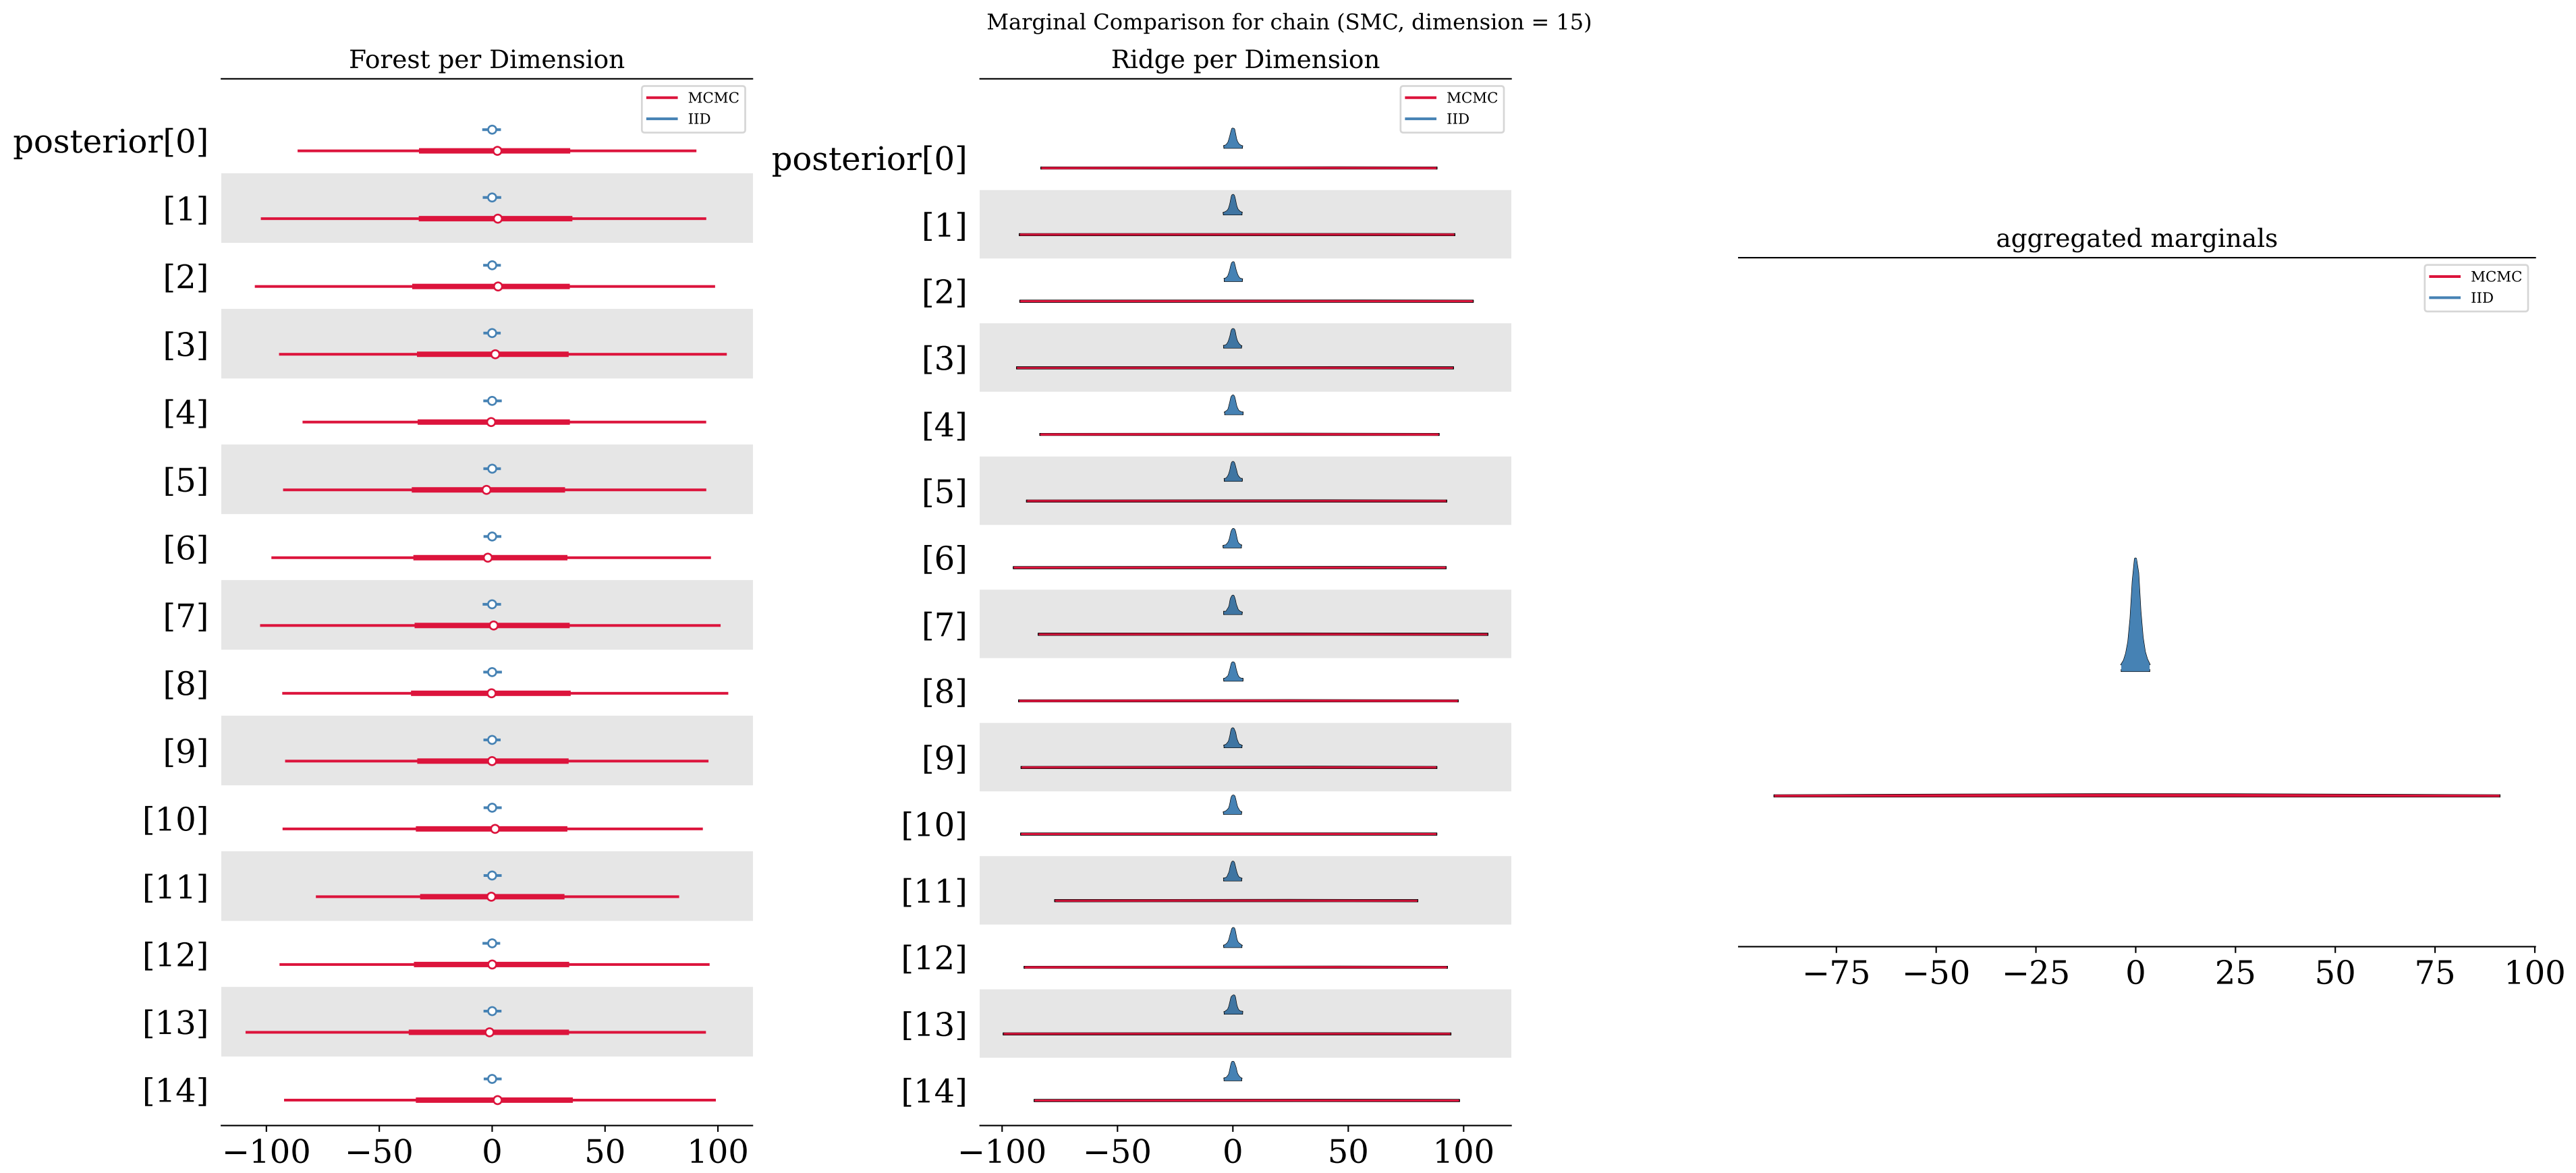 Marginal Comparison for chain (SMC, dimension = 15)
Forest per Dimension
MCMC
IID
posterior[0]
[1]
[2]
[3]
[4]
[5]
[6]
[7]
[8]
[9]
[10]
[11]
[12]
[13]
[14]
−100 −50 0 50 100
Ridge per Dimension
MCMC
IID
posterior[0]
[1]
[2]
[3]
[4]
[5]
[6]
[7]
[8]
[9]
[10]
[11]
[12]
[13]
[14]
−100 −50 0 50 100
aggregated marginals
MCMC
IID
−75 −50 −25 0 25 50 75 100